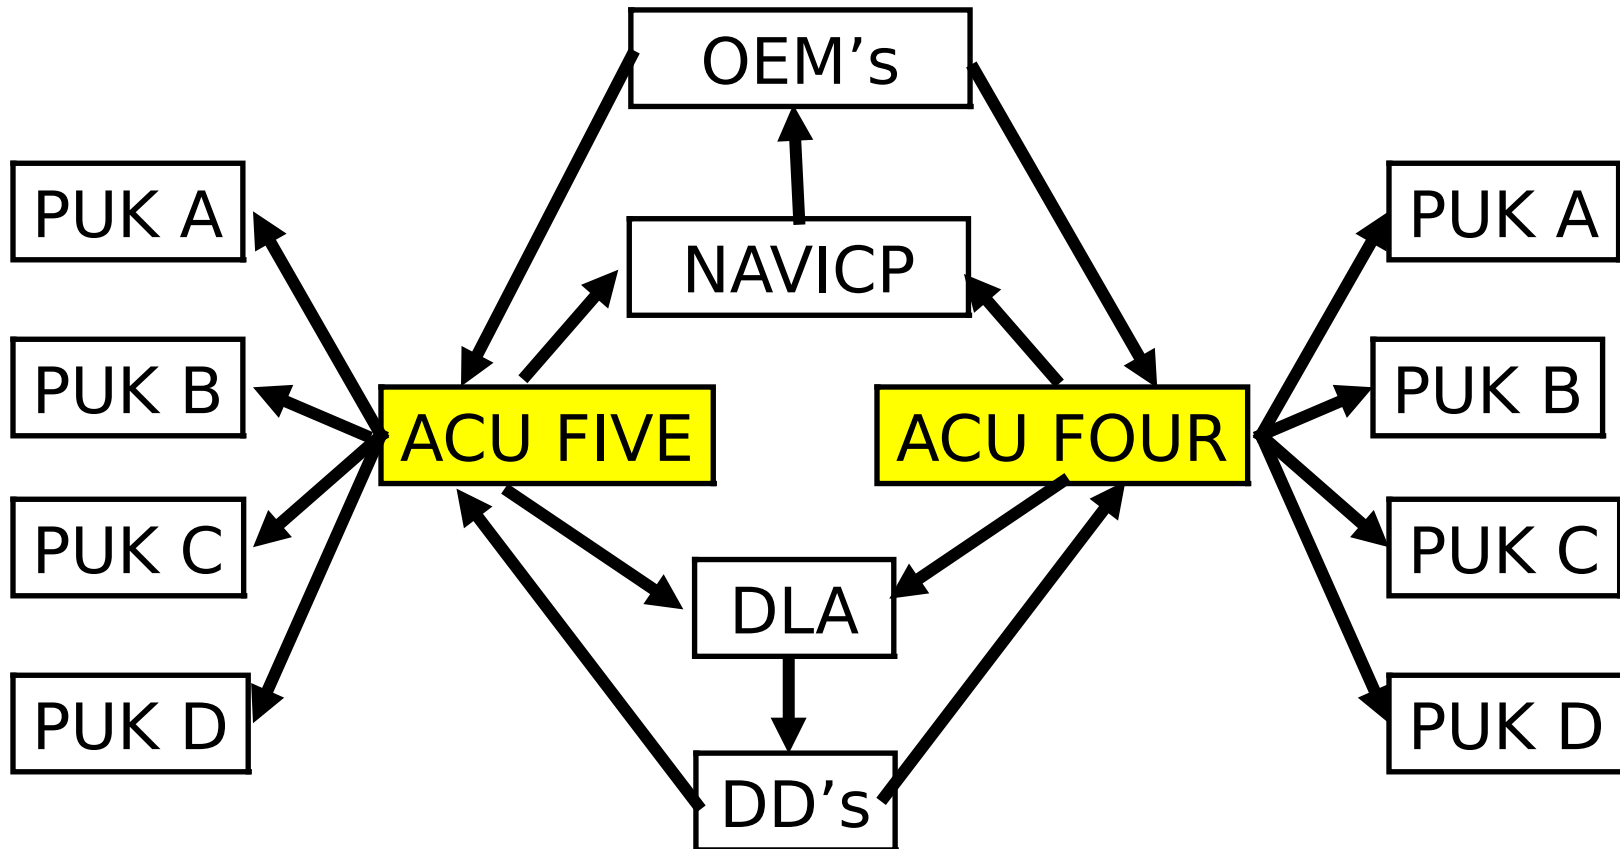 OEM’s
PUK A
PUK A
NAVICP
PUK B
PUK B
ACU FIVE
ACU FOUR
PUK C
PUK C
DLA
PUK D
PUK D
DD’s